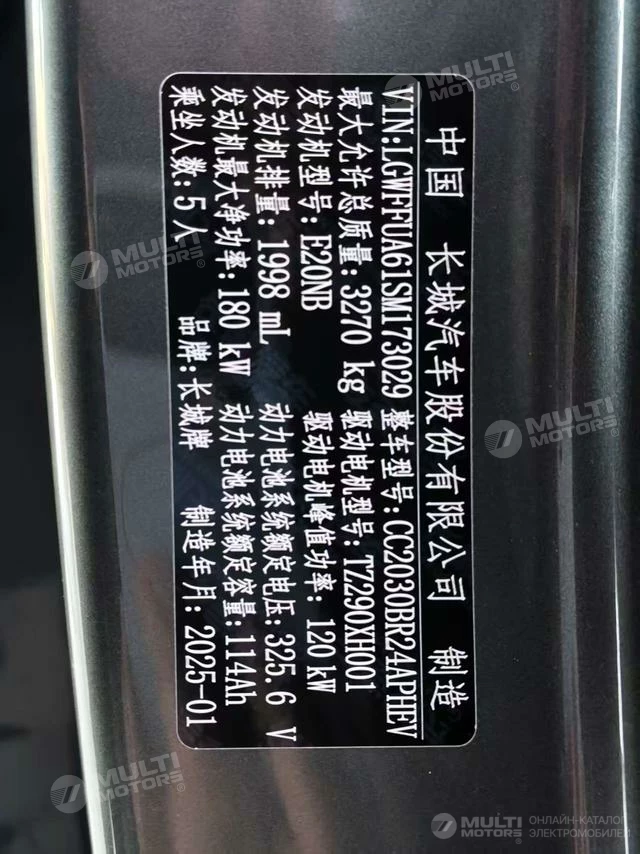 中国 长城汽车股份有限公司 制造
VIN:LGWFFUA61SM173029 整车型号:CC2030BR24APHEV
最大允许总质量:3270 kg 驱动电机型号:TZ290XH001
发动机型号:E20NB 驱动电机峰值功率:120 kW
发动机排量:1998 mL 动力电池系统额定电压:325.6 V
发动机最大净功率:180 kW 动力电池系统额定容量:114Ah
乘坐人数:5人 品牌:长城牌 制造年月:2025-01
MULTI
MOTORS®
MULTI
MOTORS®
MULTI
MOTORS®
MULTI
MOTORS®
MULTI
MOTORS®
ОНЛАЙН-КАТАЛОГ
ЭЛЕКТРОМОБИЛЕЙ